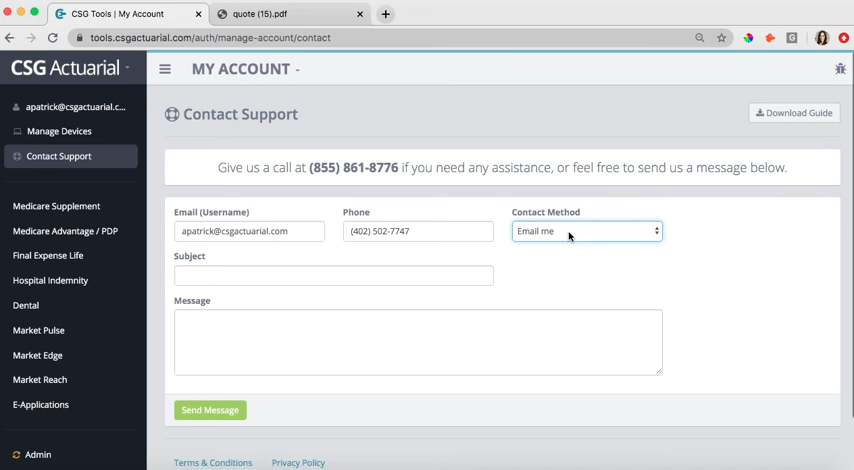 CSG Tools | My Account
quote (15).pdf
tools.csgactuarial.com/auth/manage-account/contact
CSG Actuarial
MY ACCOUNT
apatrick@csgactuarial.c...
Manage Devices
Contact Support
Medicare Supplement
Medicare Advantage / PDP
Final Expense Life
Hospital Indemnity
Dental
Market Pulse
Market Edge
Market Reach
E-Applications
Admin
Contact Support
Download Guide
Give us a call at (855) 861-8776 if you need any assistance, or feel free to send us a message below.
Email (Username) Phone Contact Method
apatrick@csgactuarial.com (402) 502-7747 Email me
Subject
Message
Send Message
Terms & Conditions Privacy Policy